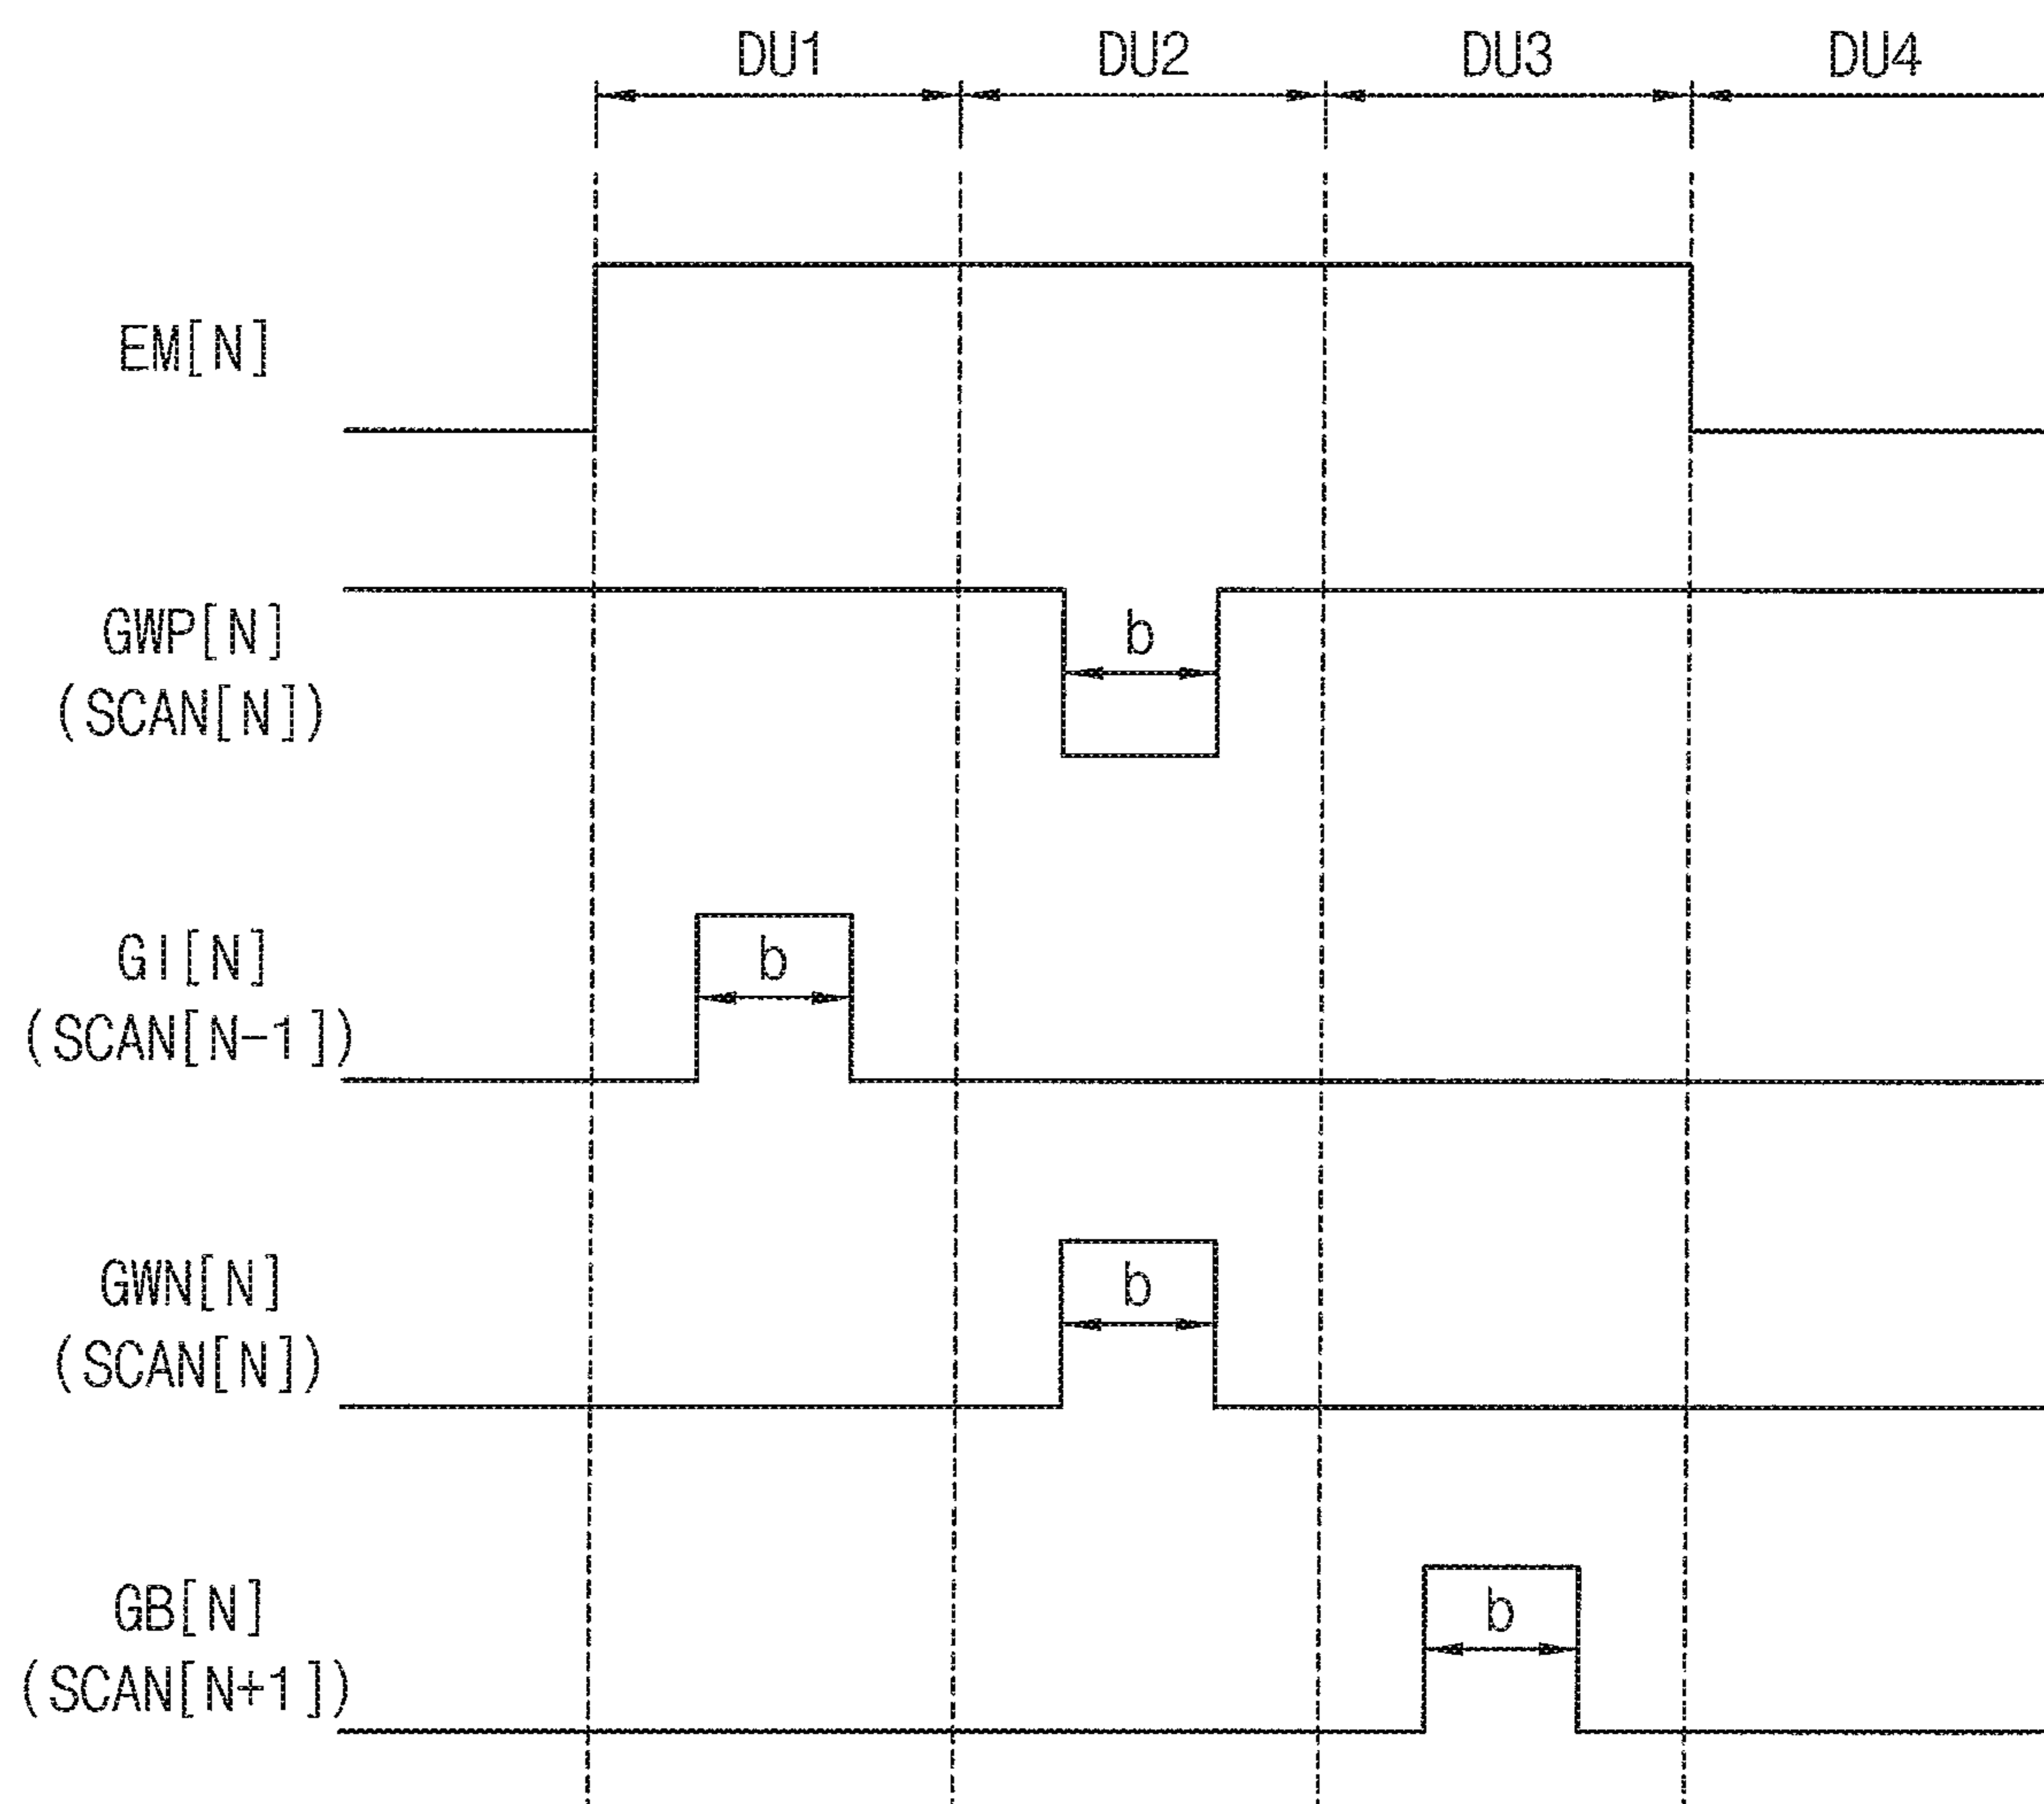 DU1 DU2 DU3 DU4
EM[N]
GWP[N]
(SCAN[N])
b
GI[N]
(SCAN[N-1])
b
GWN[N]
(SCAN[N])
b
GB[N]
(SCAN[N+1])
b